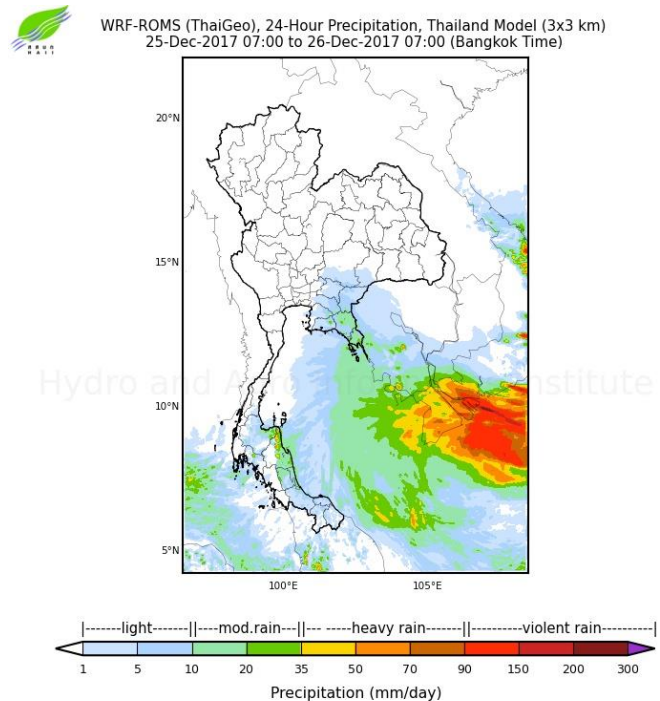 WRF-ROMS (ThaiGeo), 24-Hour Precipitation, Thailand Model (3x3 km)
25-Dec-2017 07:00 to 26-Dec-2017 07:00 (Bangkok Time)
20°N
15°N
Hydro and Agro Informatics Institute
10°N
5°N
100°E 105°E
|-------light-------||----mod.rain---||-- ----heavy rain-------||-------violent rain-------|
1 5 10 20 35 50 70 90 150 200 300
Precipitation (mm/day)